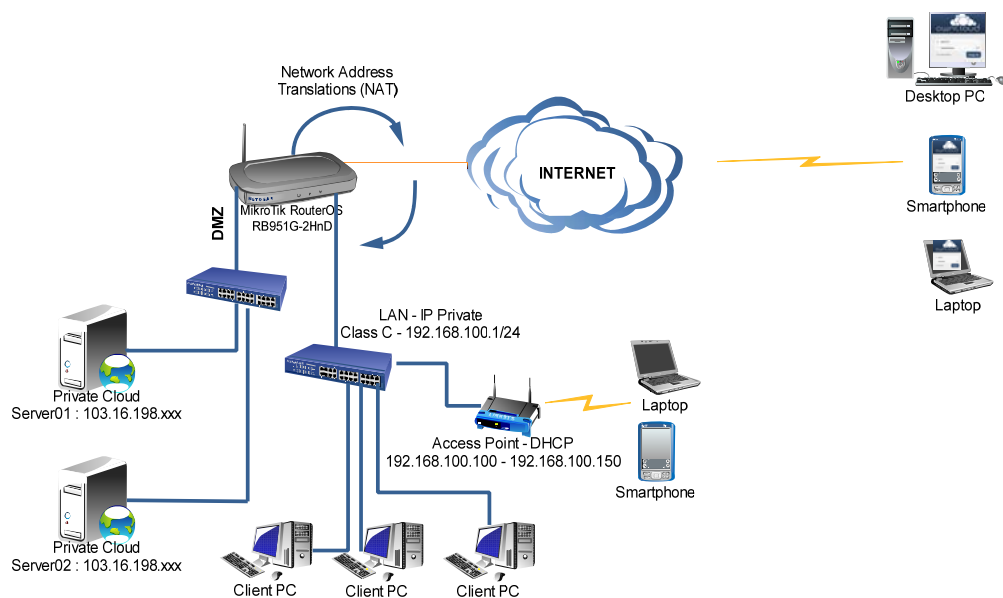 Network Address
Translations (NAT)
Desktop PC
INTERNET
MikroTik RouterOS
RB951G-2HnD
DMZ
Smartphone
Laptop
LAN - IP Private
Class C - 192.168.100.1/24
Private Cloud
Server01 : 103.16.198.xxx
Laptop
Access Point - DHCP
192.168.100.100 - 192.168.100.150
Smartphone
Private Cloud
Server02 : 103.16.198.xxx
Client PC
Client PC
Client PC